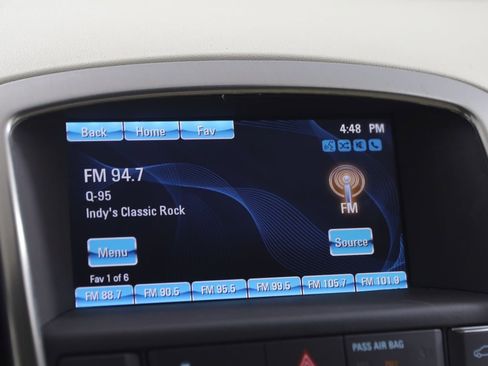 Back Home Fav 4:48 PM
FM 94.7
Q-95
Indy's Classic Rock
FM
Menu Source
Fav 1 of 6
FM 88.7 FM 90.5 FM 95.5 FM 99.5 FM 105.7 FM 101.9
PASS AIR BAG